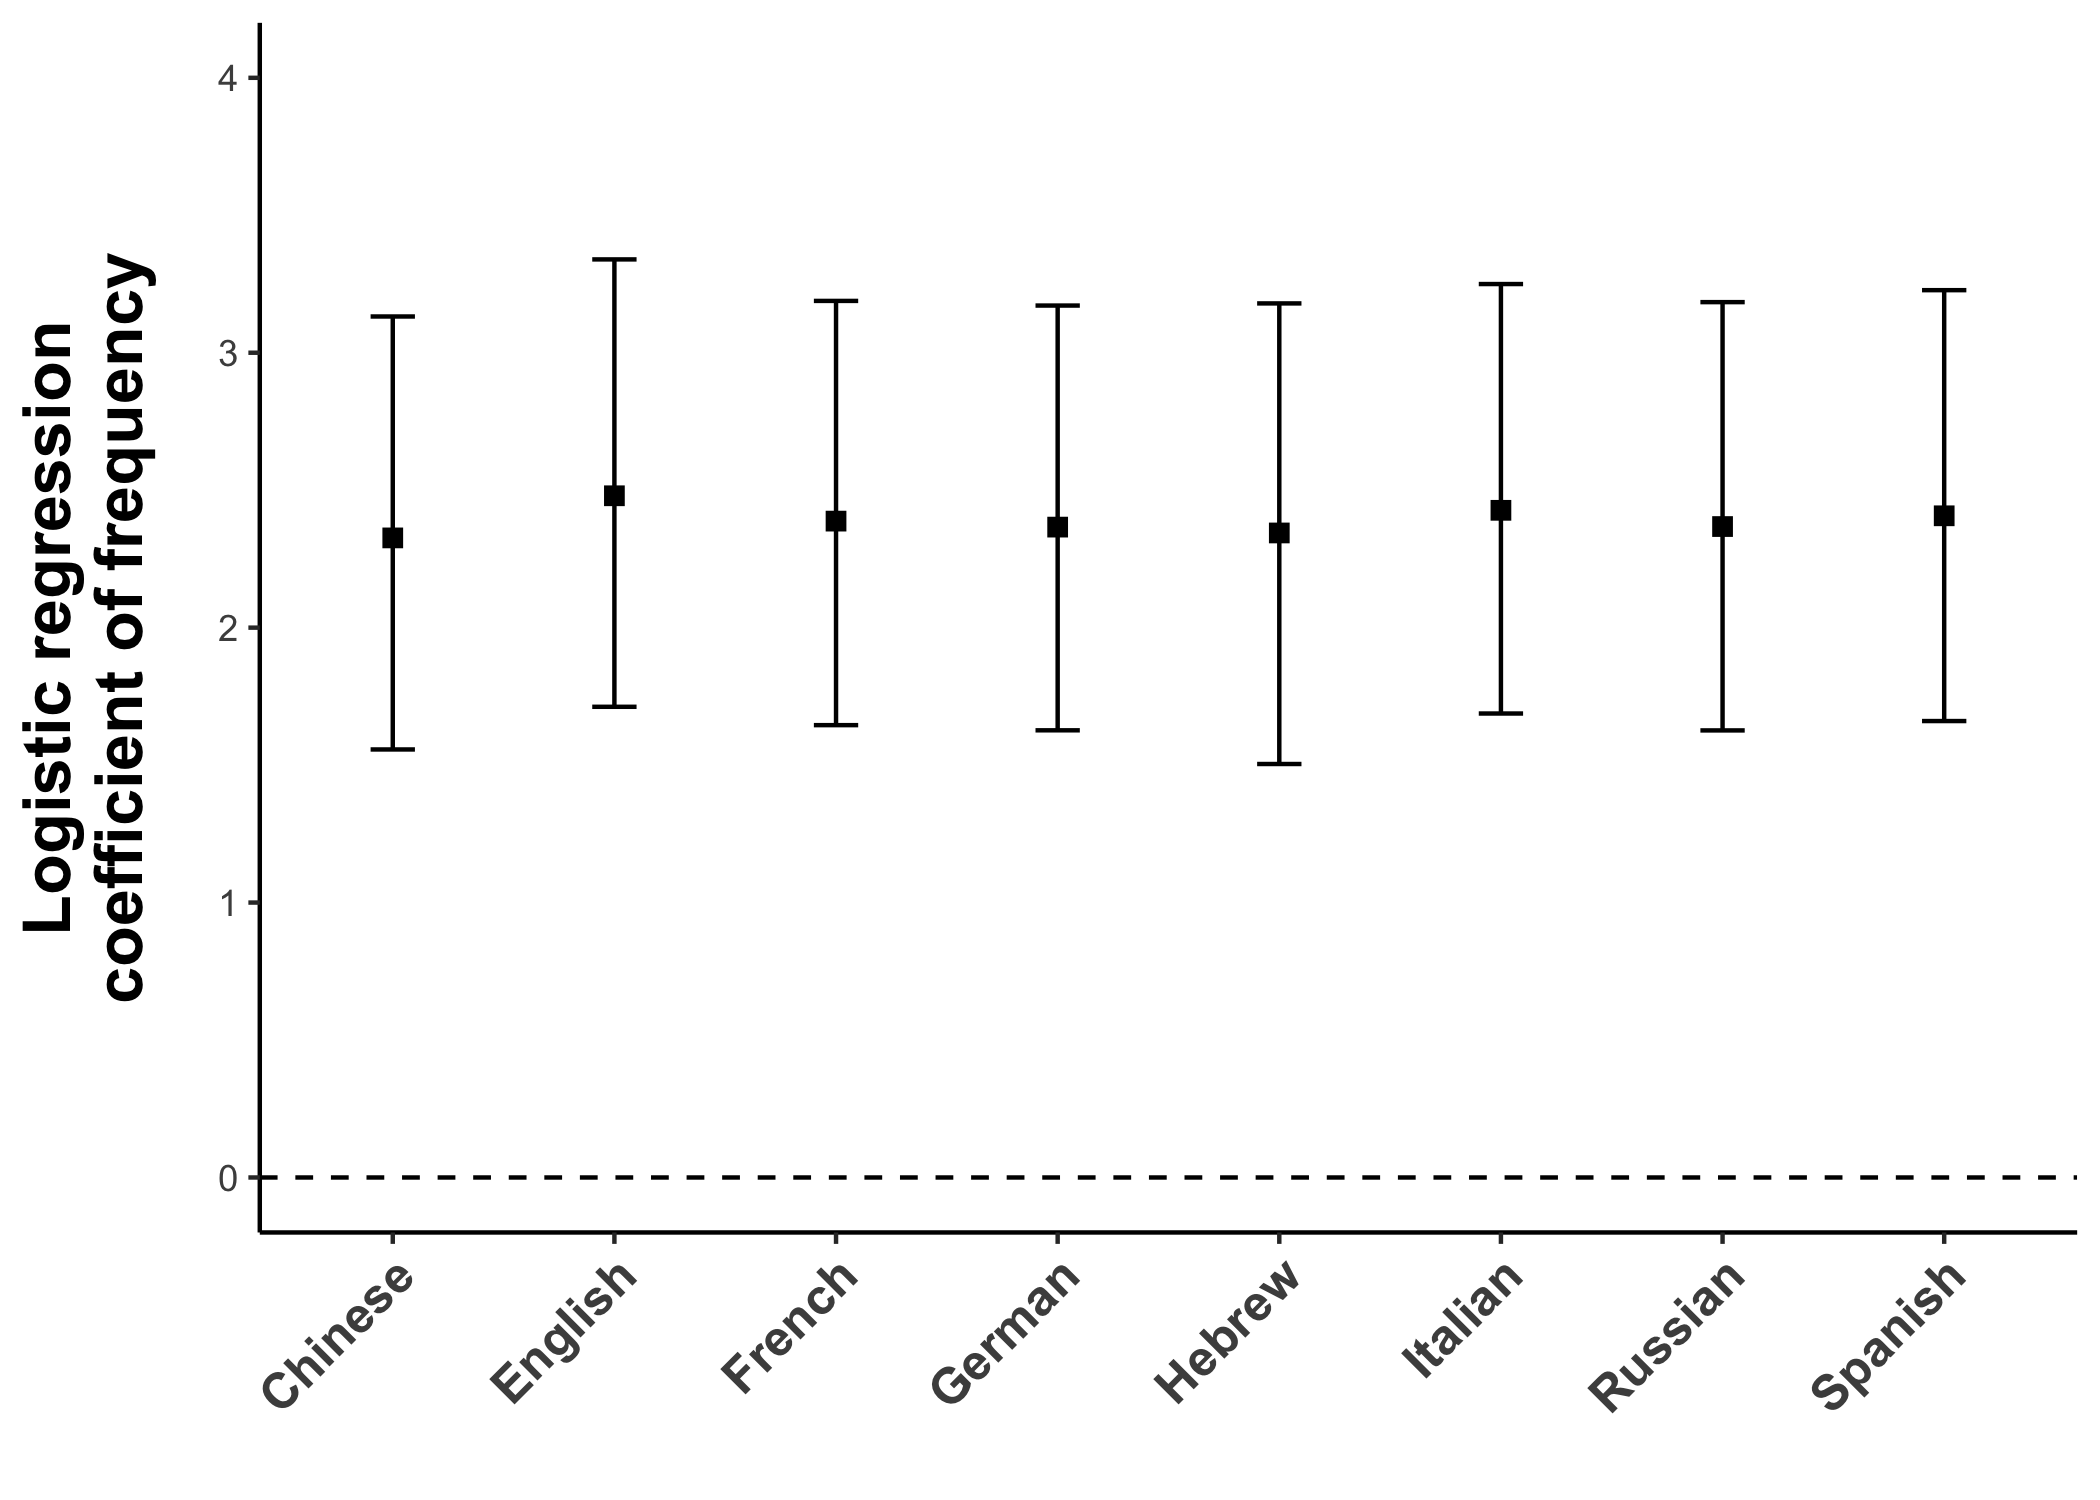 Logistic regression
coefficient of frequency
4
3
2
1
0
Chinese
English
French
German
Hebrew
Italian
Russian
Spanish